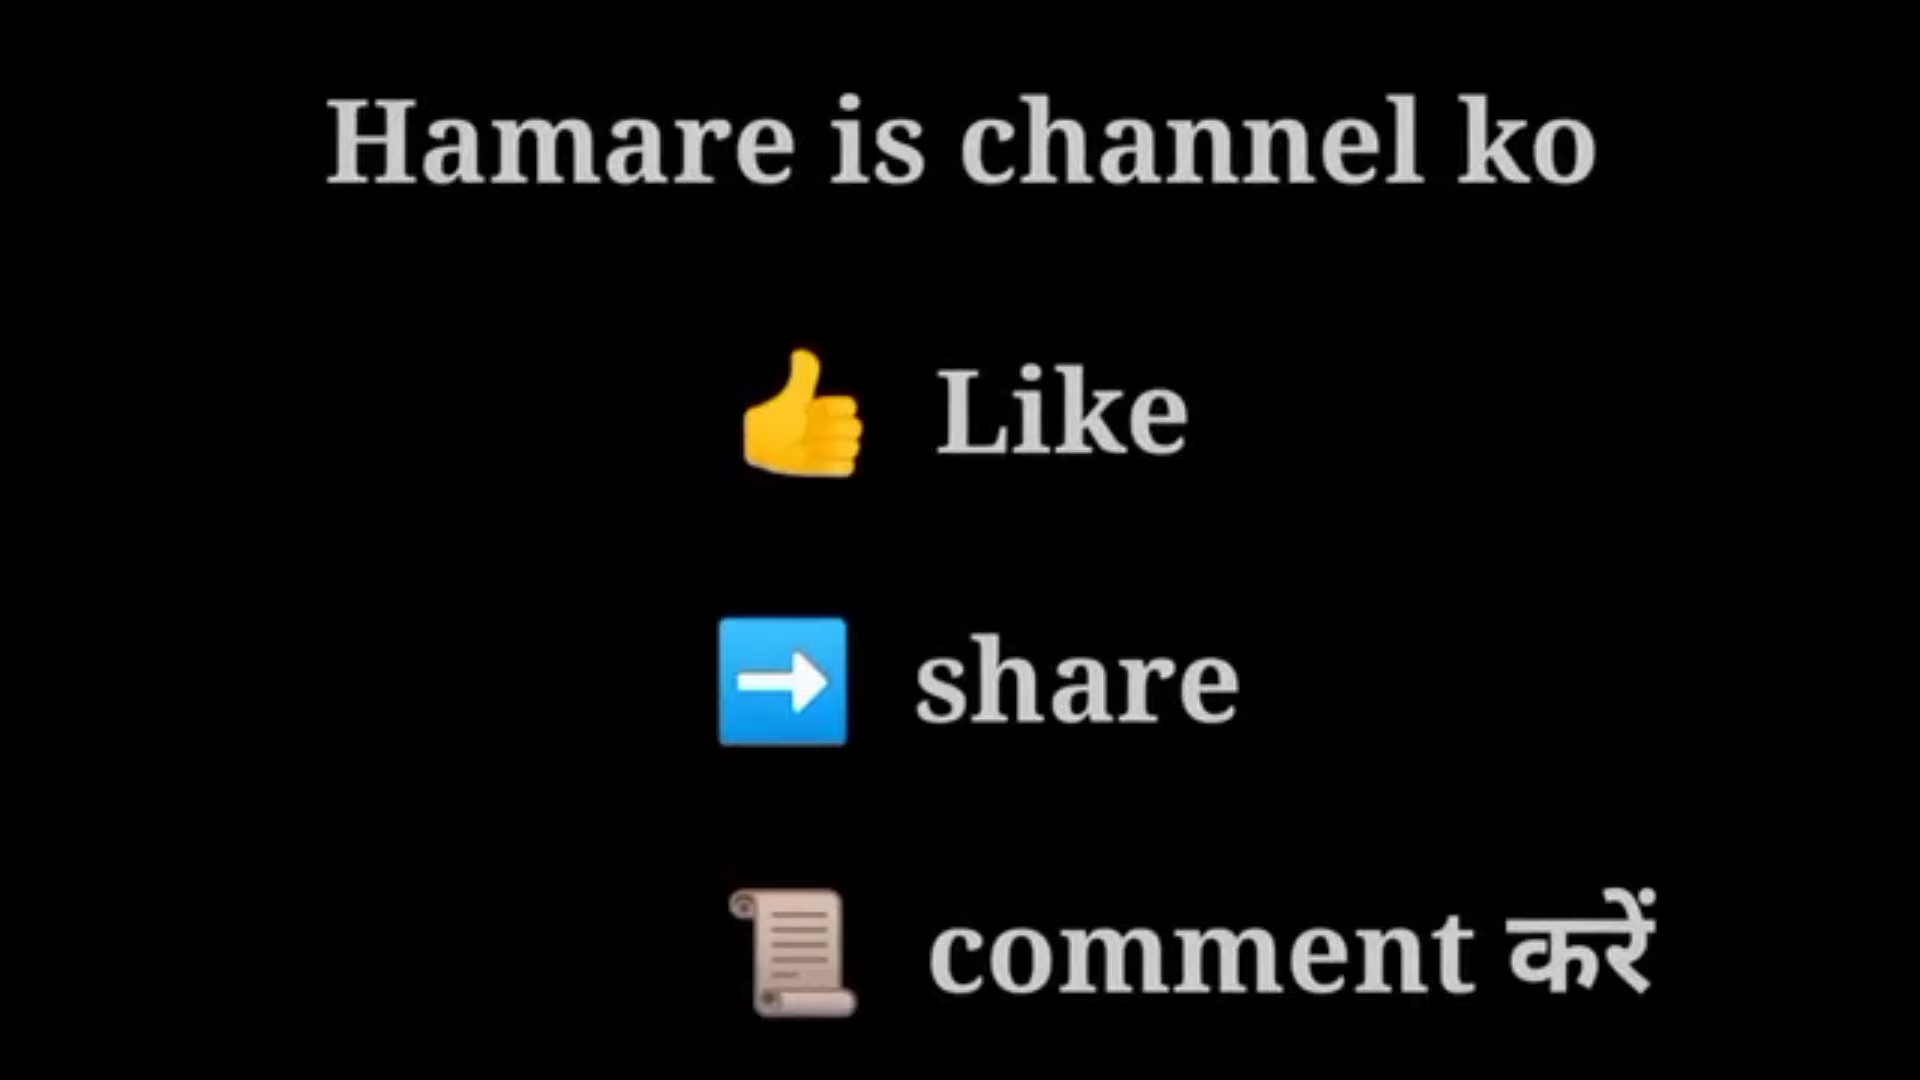 Hamare is channel ko
👍 Like
➡️ share
📜 comment करें